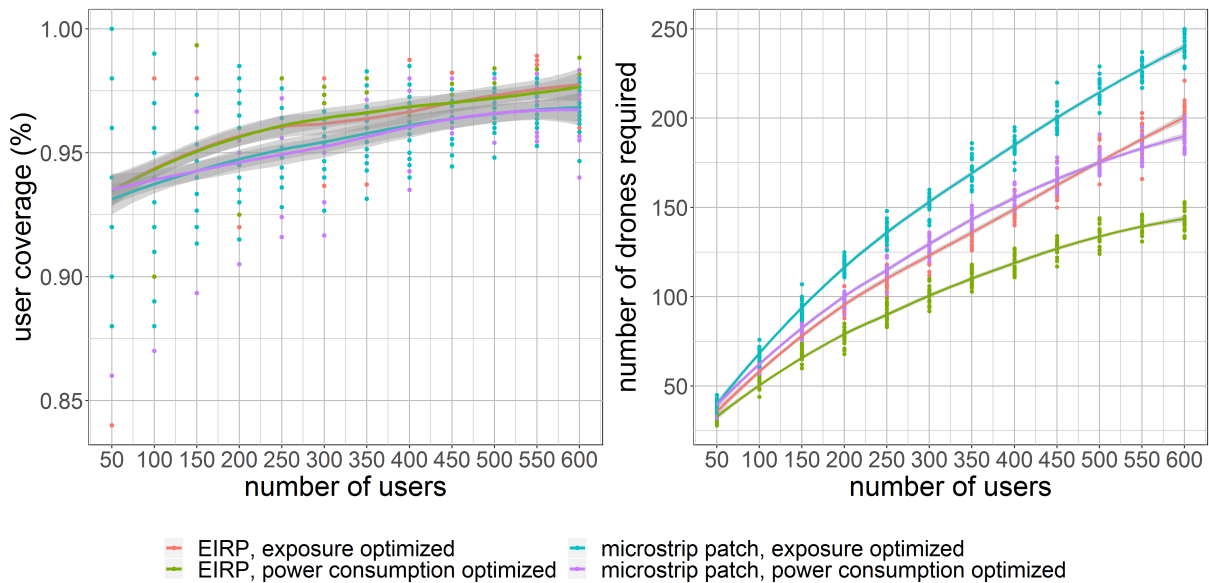 1.00
0.95
0.90
0.85
user coverage (%)
50 100 150 200 250 300 350 400 450 500 550 600
number of users
250
200
150
100
50
number of drones required
50 100 150 200 250 300 350 400 450 500 550 600
number of users
EIRP, exposure optimized
EIRP, power consumption optimized
microstrip patch, exposure optimized
microstrip patch, power consumption optimized